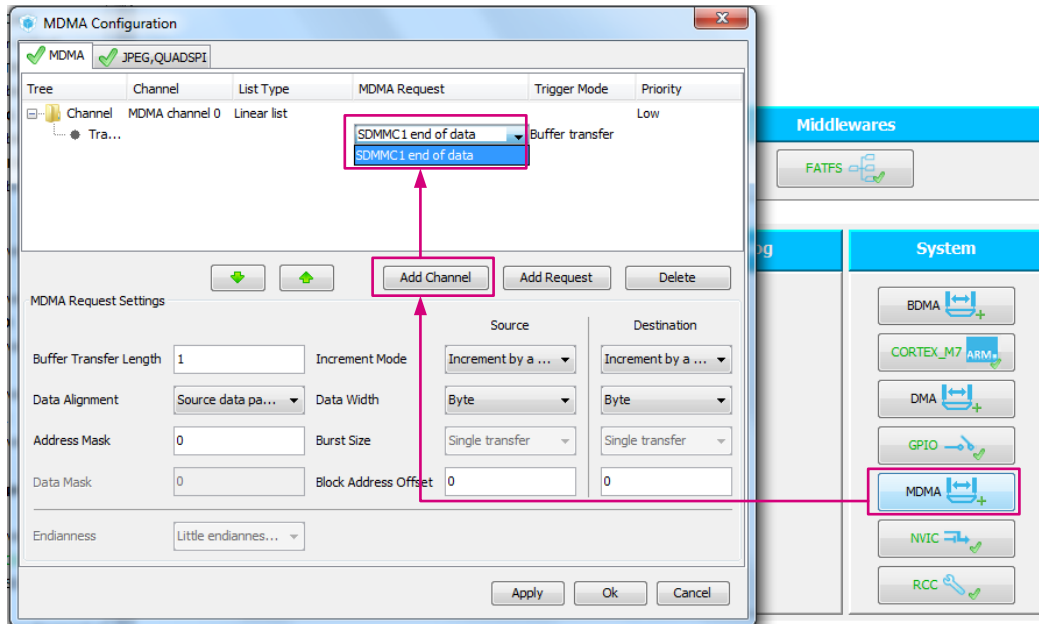 MDMA Configuration
MDMA
JPEG,QUADSPI
Tree Channel List Type MDMA Request Trigger Mode Priority
Channel MDMA channel 0 Linear list Low
Tra... SDMMC1 end of data Buffer transfer
SDMMC1 end of data
Add Channel Add Request Delete
MDMA Request Settings
Source Destination
Buffer Transfer Length 1 Increment Mode Increment by a ... Increment by a ...
Data Alignment Source data pa... Data Width Byte Byte
Address Mask 0 Burst Size Single transfer Single transfer
Data Mask 0 Block Address Offset 0 0
Endianness Little endiannes...
Apply Ok Cancel
Middlewares
FATFS
og
System
BDMA
CORTEX_M7 ARM
DMA
GPIO
MDMA
NVIC
RCC